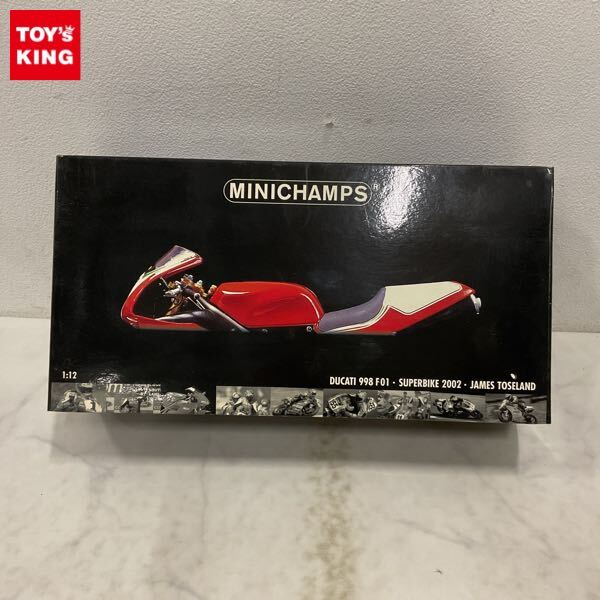 TOY's
KING
MINICHAMPS®
DUCATI 998 F01 · SUPERBIKE 2002 · JAMES TOSELAND
1:12